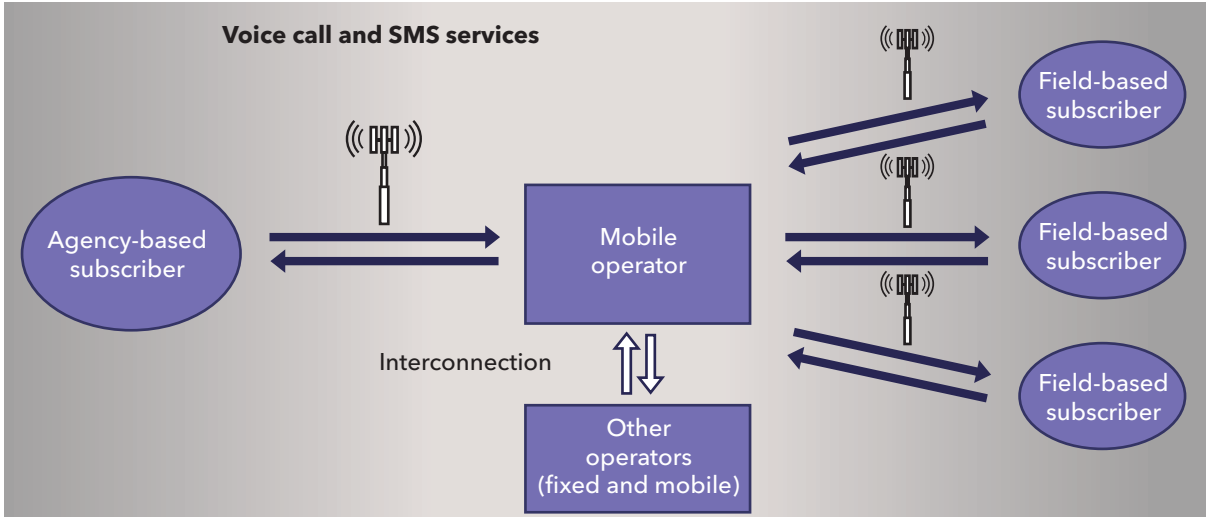 Voice call and SMS services
Agency-based
subscriber
Mobile
operator
Interconnection
Other
operators
(fixed and mobile)
Field-based
subscriber
Field-based
subscriber
Field-based
subscriber